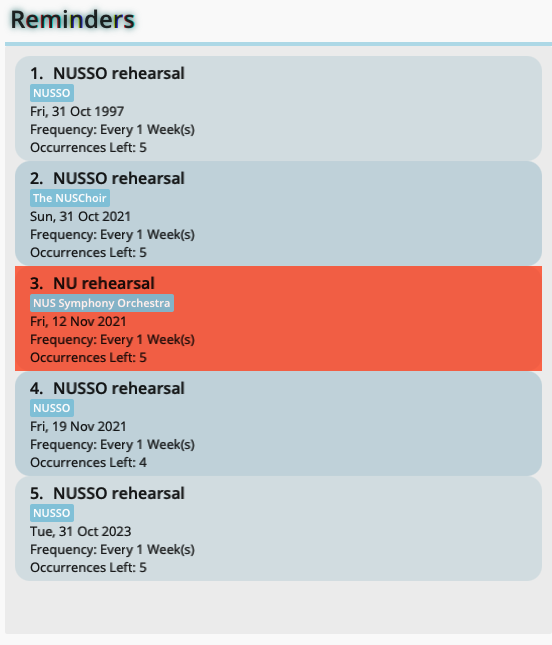 Reminders
1. NUSSO rehearsal
NUSSO
Fri, 31 Oct 1997
Frequency: Every 1 Week(s)
Occurrences Left: 5
2. NUSSO rehearsal
The NUSChoir
Sun, 31 Oct 2021
Frequency: Every 1 Week(s)
Occurrences Left: 5
3. NU rehearsal
NUS Symphony Orchestra
Fri, 12 Nov 2021
Frequency: Every 1 Week(s)
Occurrences Left: 5
4. NUSSO rehearsal
NUSSO
Fri, 19 Nov 2021
Frequency: Every 1 Week(s)
Occurrences Left: 4
5. NUSSO rehearsal
NUSSO
Tue, 31 Oct 2023
Frequency: Every 1 Week(s)
Occurrences Left: 5